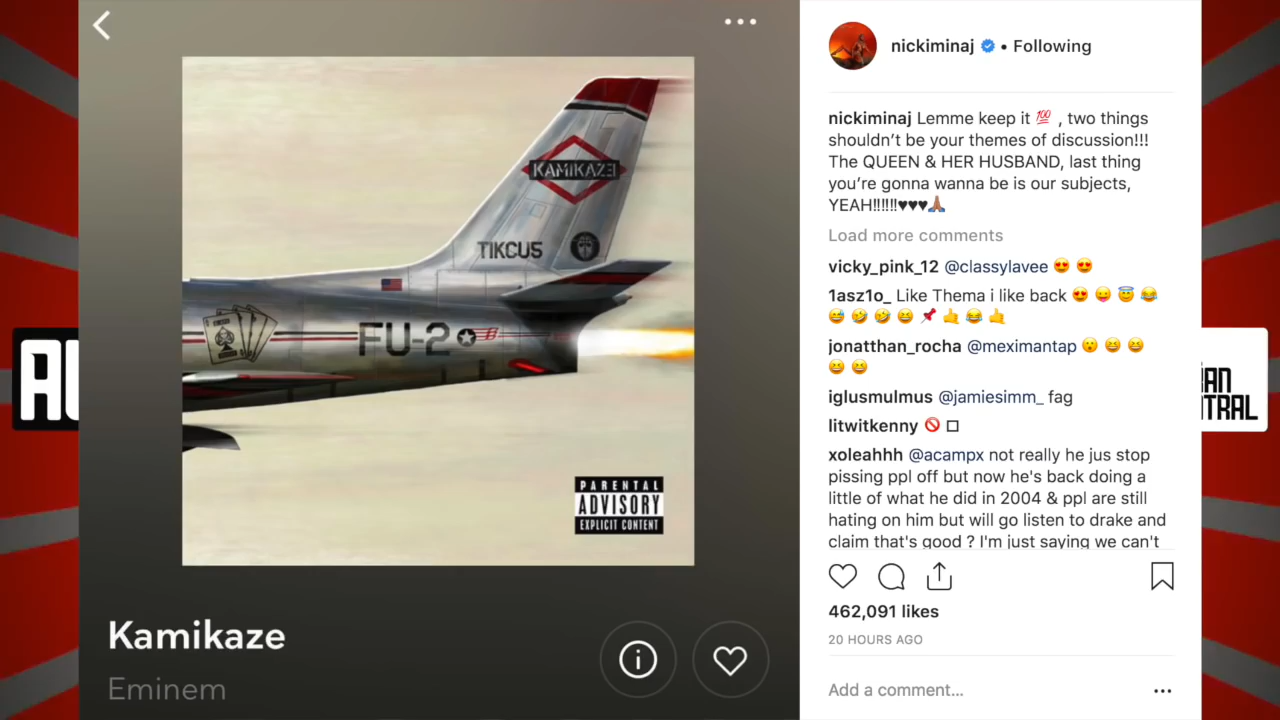 KAMIKAZE
TIKCU5
FU-2
PARENTAL
ADVISORY
EXPLICIT CONTENT
Kamikaze
Eminem
nickiminaj • Following
nickiminaj Lemme keep it 💯 , two things
shouldn’t be your themes of discussion!!!
The QUEEN & HER HUSBAND, last thing
you’re gonna wanna be is our subjects,
YEAH!!!!!!♥♥♥🙏🏽
Load more comments
vicky_pink_12 @classylavee 😍 😍
1asz1o_ Like Thema i like back 😍 😛 😇 😂
😅 🤣 🤣 😆 📌 🤙 😂 🤙
jonatthan_rocha @meximantap 😮 😆 😆
😆 😆
iglusmulmus @jamiesimm_ fag
litwitkenny 🚫 □
xoleahhh @acampx not really he jus stop
pissing ppl off but now he's back doing a
little of what he did in 2004 & ppl are still
hating on him but will go listen to drake and
claim that's good ? I'm just saying we can't
462,091 likes
20 HOURS AGO
Add a comment...